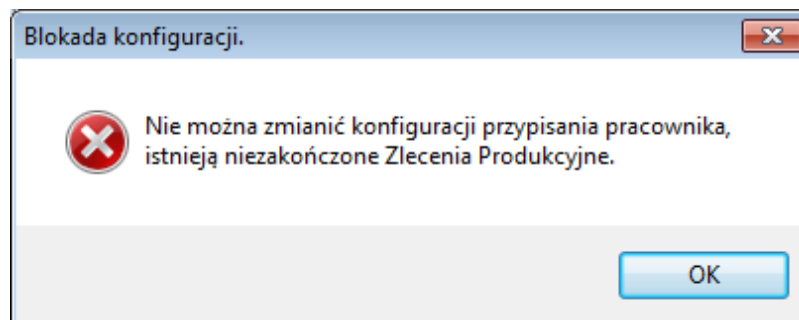 Blokada konfiguracji.
Nie można zmianić konfiguracji przypisania pracownika,
istnieją niezakończone Zlecenia Produkcyjne.
OK